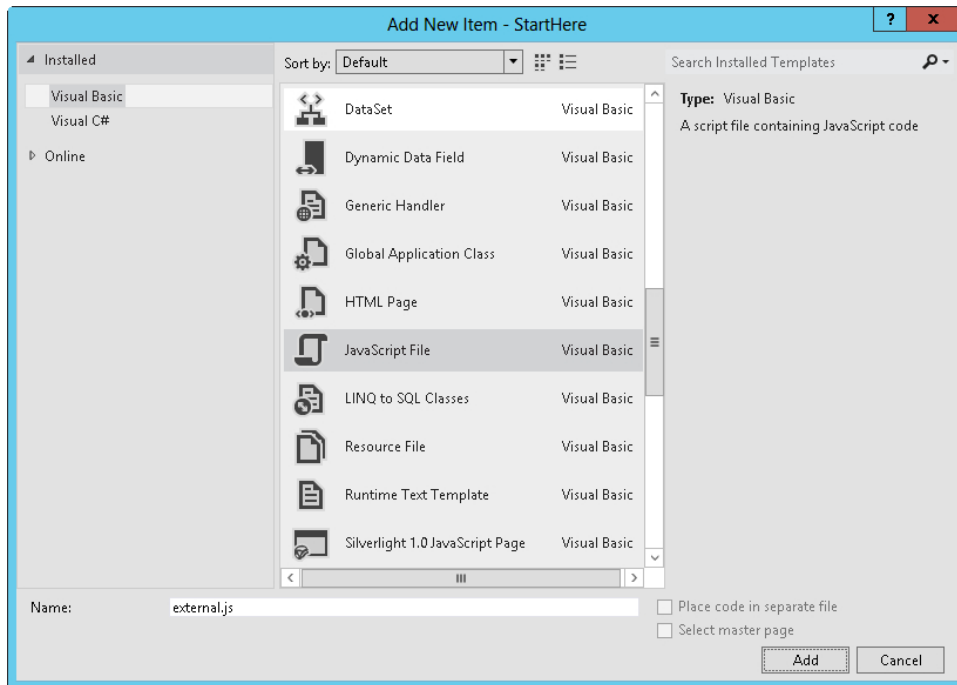 Add New Item - StartHere
?
x
Installed
Sort by: Default
Search Installed Templates
Visual Basic
Visual C#
Online
DataSet Visual Basic
Dynamic Data Field Visual Basic
Generic Handler Visual Basic
Global Application Class Visual Basic
HTML Page Visual Basic
JavaScript File Visual Basic
LINQ to SQL Classes Visual Basic
Resource File Visual Basic
Runtime Text Template Visual Basic
Silverlight 1.0 JavaScript Page Visual Basic
Type: Visual Basic
A script file containing JavaScript code
Name: external.js
Place code in separate file
Select master page
Add Cancel